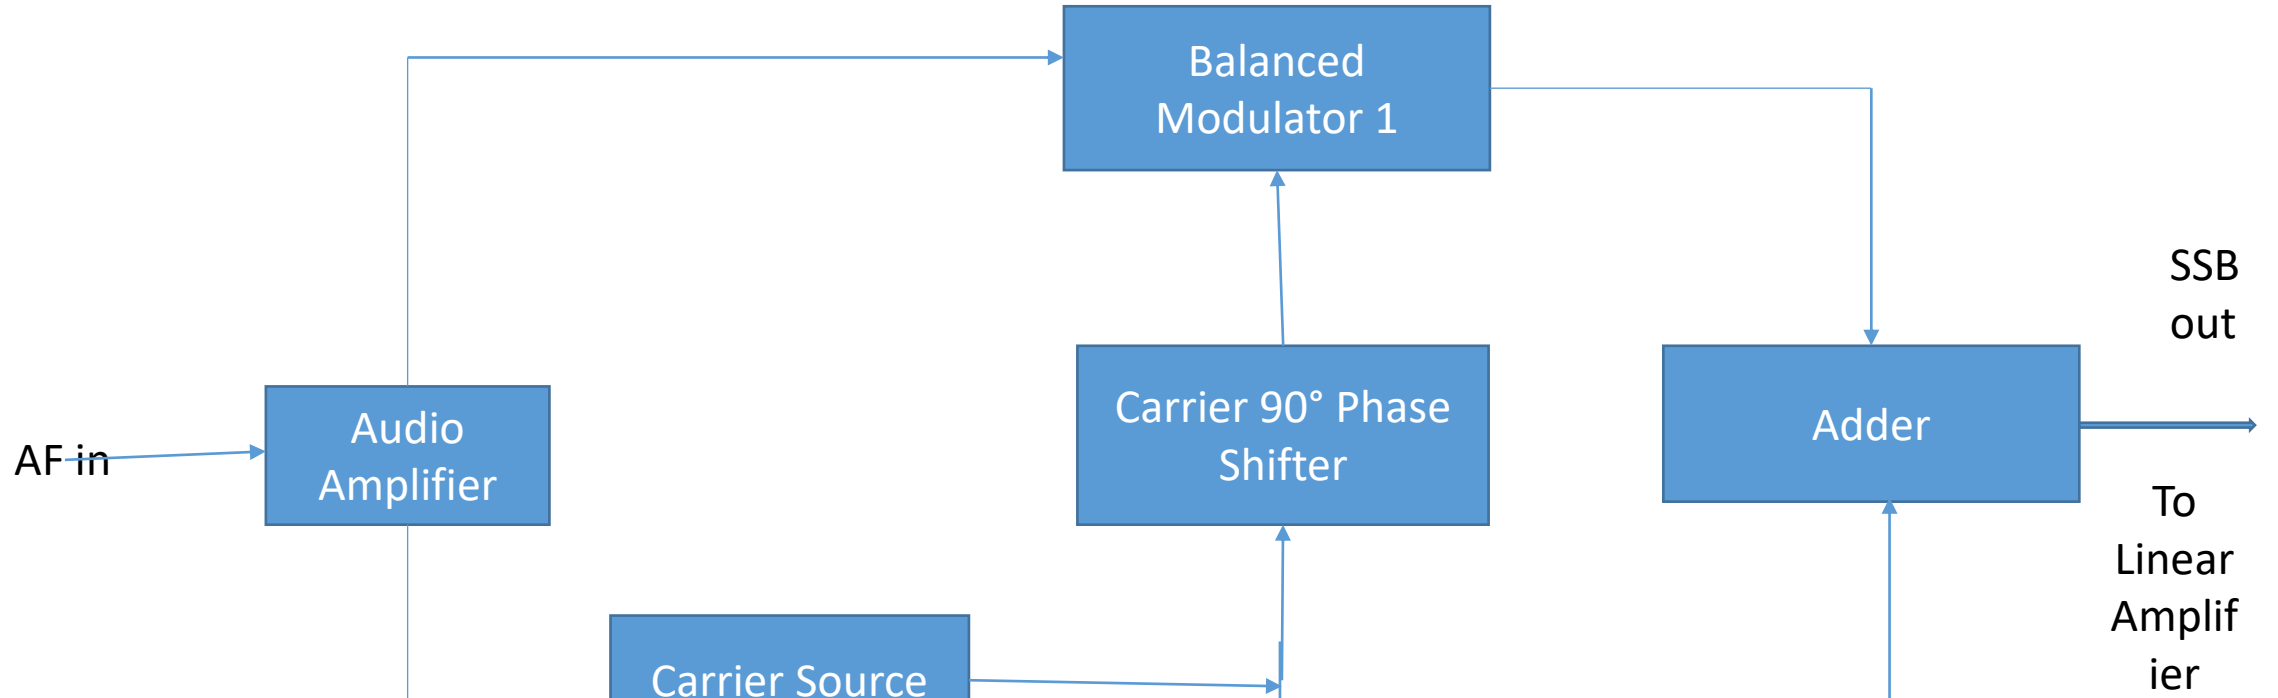 Balanced
Modulator 1
SSB
out
Carrier 90° Phase
Shifter
Adder
Audio
Amplifier
AF in
To
Linear
Amplif
ier
Carrier Source